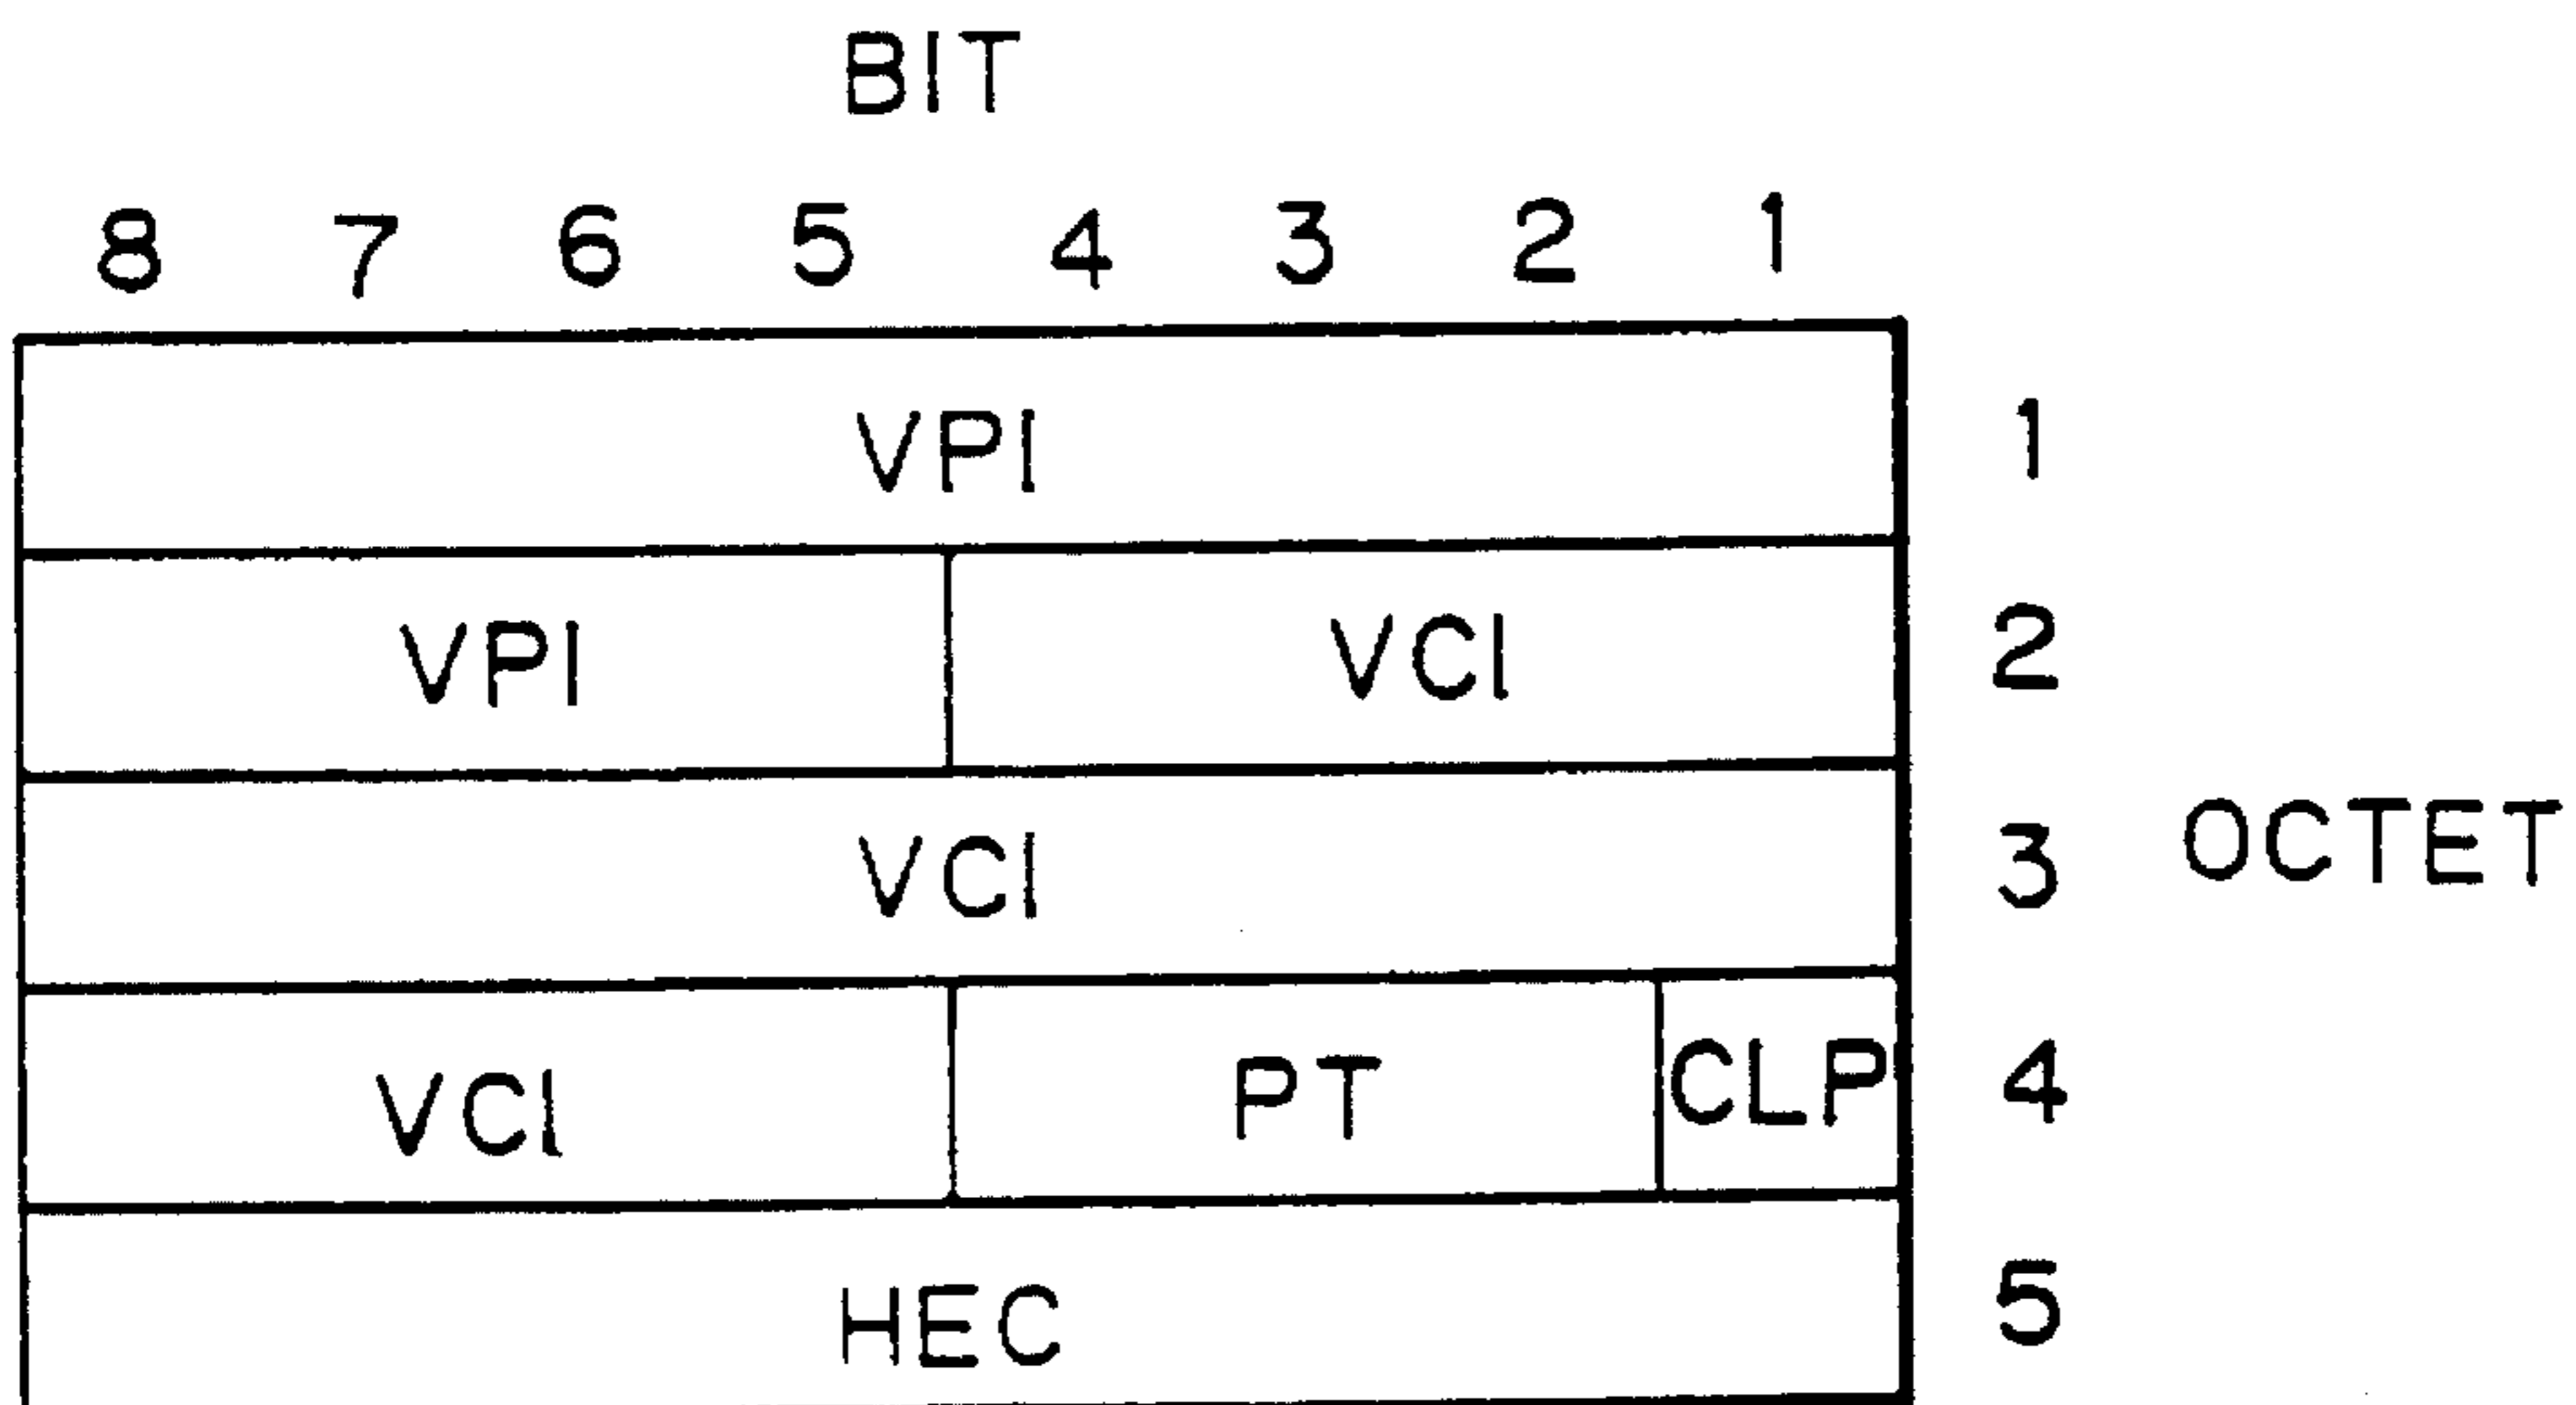 BIT
8 7 6 5 4 3 2 1
VPI 1
VPI VCI 2
VCI 3
OCTET
VCI PT CLP 4
HEC 5